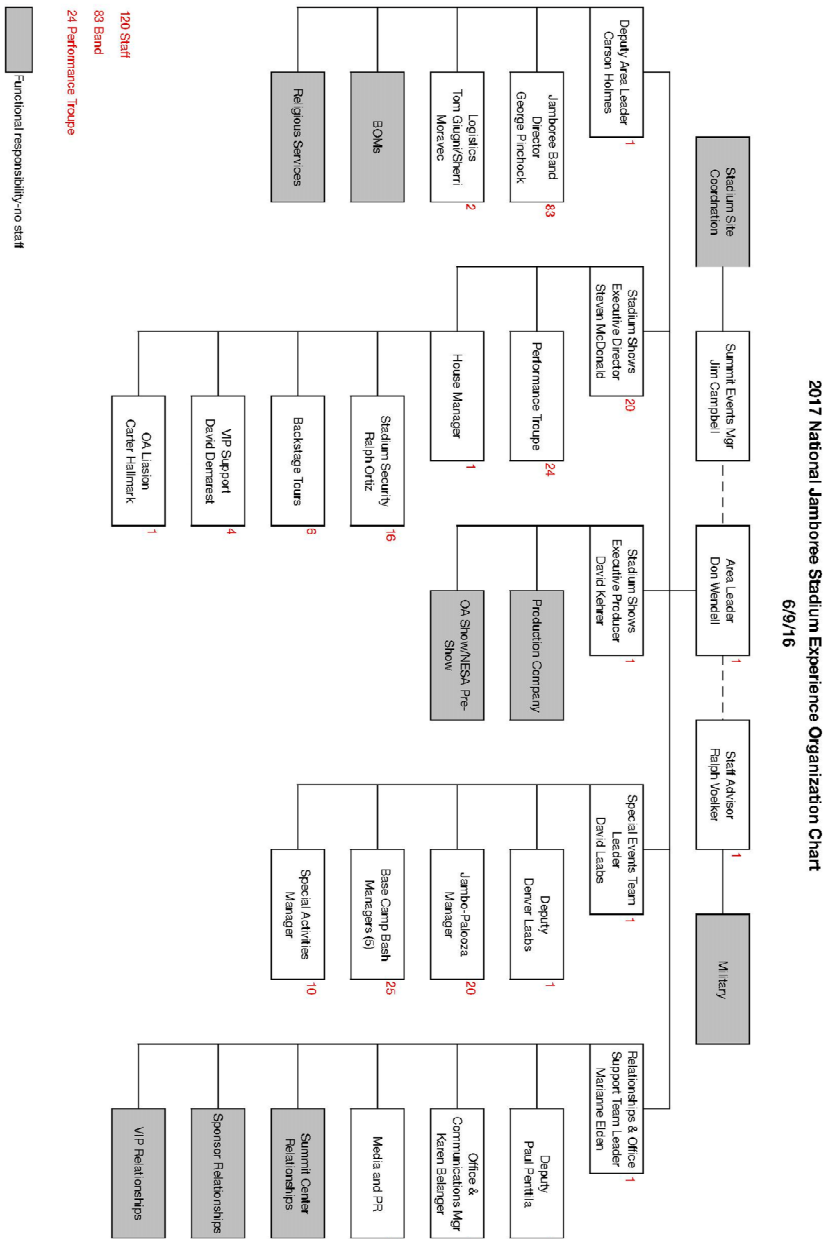 2017 National Jamboree Stadium Experience Organization Chart
6/9/16
Stadium Site
Coordnation
Summit Events Mgr
Jim Campbell
Area Leader
Don Wendell
1
Staff Advisor
Ralph Voelker
1
Military
Deputy Area Leader
Carson Holmes
1
Jamboree Band
Director
George Pinchock
83
Logistics
Tom Giugni/Sherri
Moravec
2
BOMs
Religious Services
Stadium Shows
Executive Director
Steven McDonald
20
Performance Troupe
24
House Manager
1
Stadium Security
Ralph Ortiz
16
Backstage Tours
6
VIP Support
David Demarest
4
OA Liasion
Carter Hallmark
1
Stadium Shows
Executive Producer
David Kehrer
1
Production Company
OA Show/NESA Pre-
Show
Special Events Team
Leader
David Laabs
1
Deputy
Denver Laabs
1
Jambo-Palooza
Manager
20
Base Camp Bash
Managers (5)
25
Special Activities
Manager
10
Relationships & Office
Support Team Leader
Marianne Elden
1
Deputy
Paul Penttila
Office &
Communications Mgr
Karen Belanger
Media and PR
Summit Center
Relationships
Sponsor Relationships
VIP Relationships
120 Staff
83 Band
24 Performance Troupe
Functional responsibility-no staff